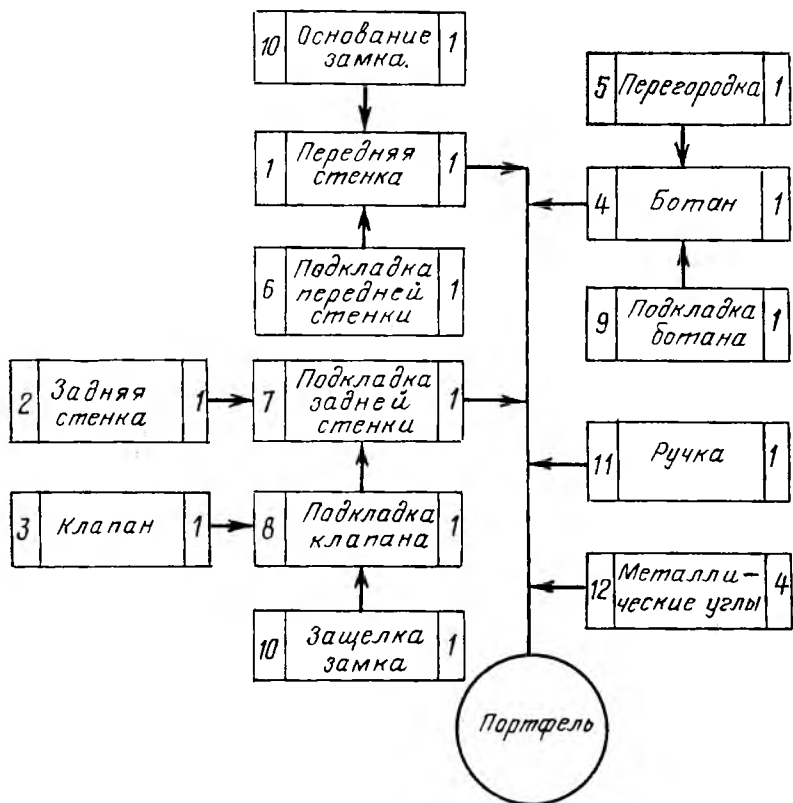 10 Основание 1
замка.
5 Перегородка 1
1 Передняя 1
стенка
4 Ботан 1
6 Подкладка 1
передней
стенки
9 Подкладка 1
ботана
2 Задняя 1
стенка
7 Подкладка 1
задней
стенки
11 Ручка 1
3 Клапан 1
8 Подкладка 1
клапана
12 Металли- 4
ческие углы
10 Защелка 1
замка
Портфель